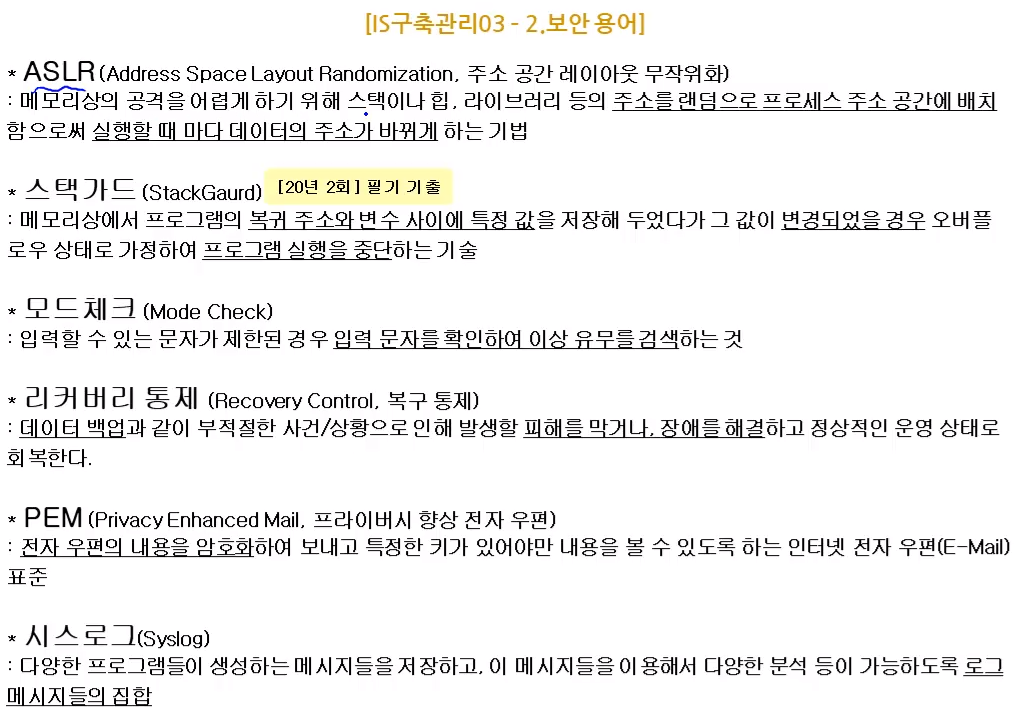 [IS구축관리03 - 2.보안 용어]
* ASLR (Address Space Layout Randomization, 주소 공간 레이아웃 무작위화)
: 메모리상의 공격을 어렵게 하기 위해 스택이나 힙, 라이브러리 등의 주소를 랜덤으로 프로세스 주소 공간에 배치
함으로써 실행할 때 마다 데이터의 주소가 바뀌게 하는 기법
* 스택가드 (StackGaurd) [20년 2회] 필기 기출
: 메모리상에서 프로그램의 복귀 주소와 변수 사이에 특정 값을 저장해 두었다가 그 값이 변경되었을 경우 오버플
로우 상태로 가정하여 프로그램 실행을 중단하는 기술
* 모드체크 (Mode Check)
: 입력할 수 있는 문자가 제한된 경우 입력 문자를 확인하여 이상 유무를 검색하는 것
* 리커버리 통제 (Recovery Control, 복구 통제)
: 데이터 백업과 같이 부적절한 사건/상황으로 인해 발생할 피해를 막거나, 장애를 해결하고 정상적인 운영 상태로
회복한다.
* PEM (Privacy Enhanced Mail, 프라이버시 향상 전자 우편)
: 전자 우편의 내용을 암호화하여 보내고 특정한 키가 있어야만 내용을 볼 수 있도록 하는 인터넷 전자 우편(E-Mail)
표준
* 시스로그(Syslog)
: 다양한 프로그램들이 생성하는 메시지들을 저장하고, 이 메시지들을 이용해서 다양한 분석 등이 가능하도록 로그
메시지들의 집합